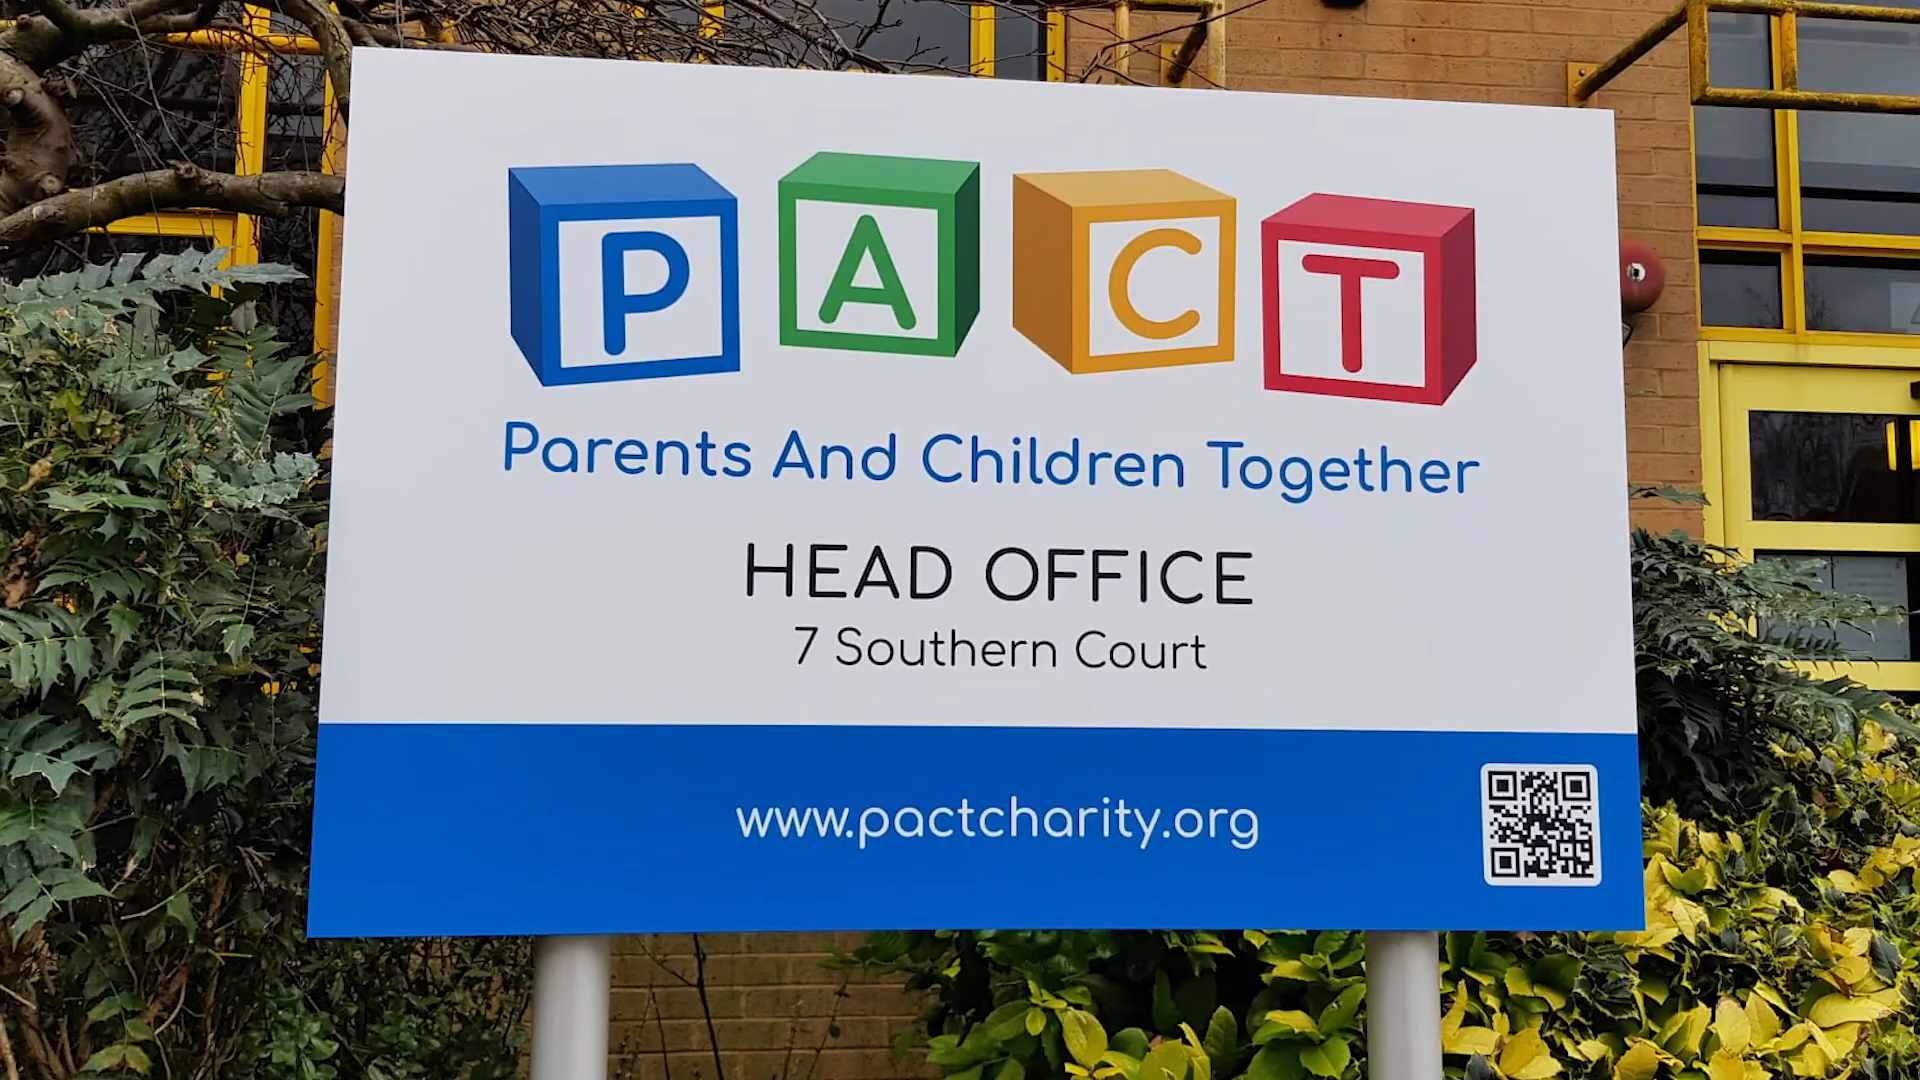 PACT
Parents And Children Together
HEAD OFFICE
7 Southern Court
www.pactcharity.org